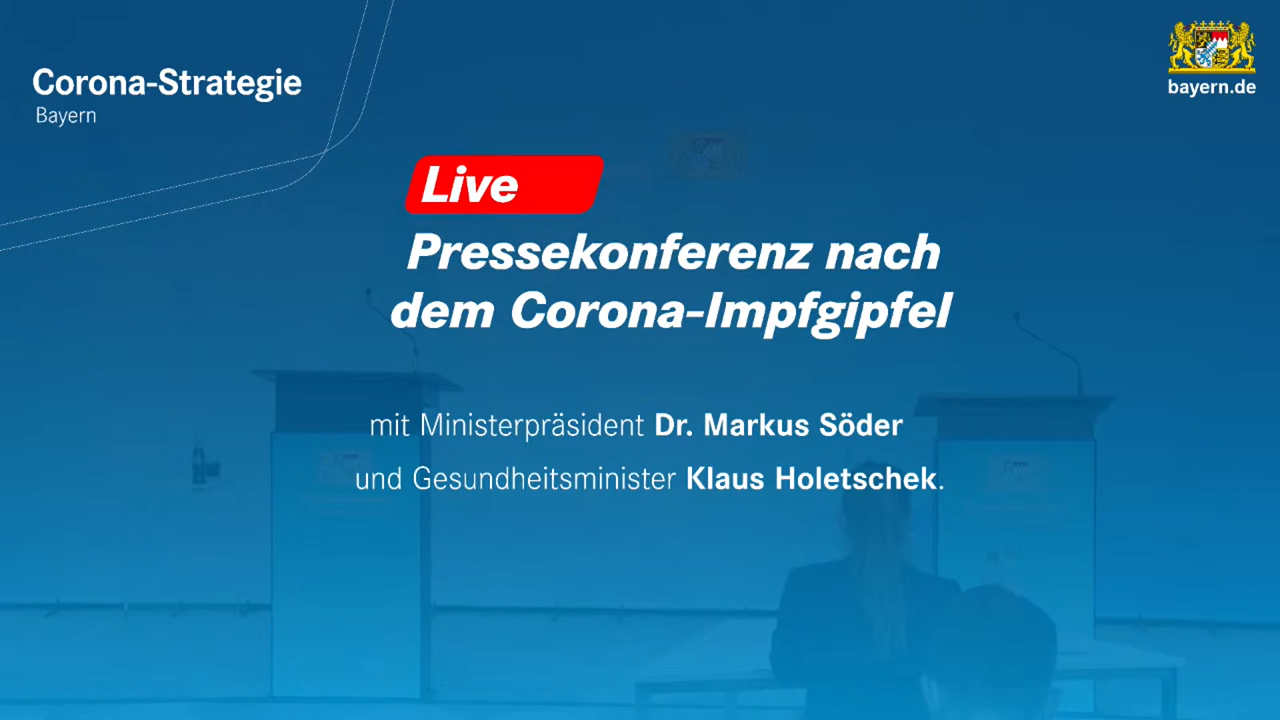 Corona-Strategie
Bayern
bayern.de
Live
Pressekonferenz nach
dem Corona-Impfgipfel
mit Ministerpräsident Dr. Markus Söder
und Gesundheitsminister Klaus Holetschek.